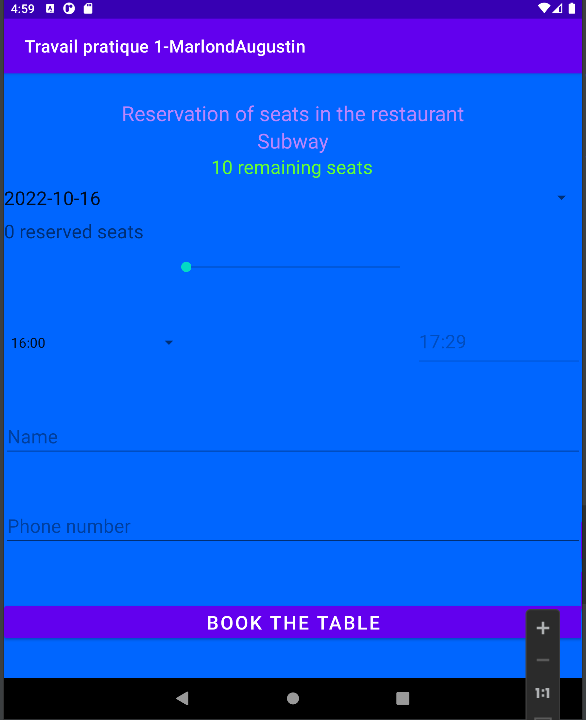 4:59
Travail pratique 1-MarlondAugustin
Reservation of seats in the restaurant
Subway
10 remaining seats
2022-10-16
0 reserved seats
16:00
17:29
Name
Phone number
BOOK THE TABLE
+
-
1:1